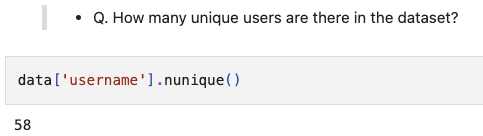 • Q. How many unique users are there in the dataset?
data['username'].nunique()
58